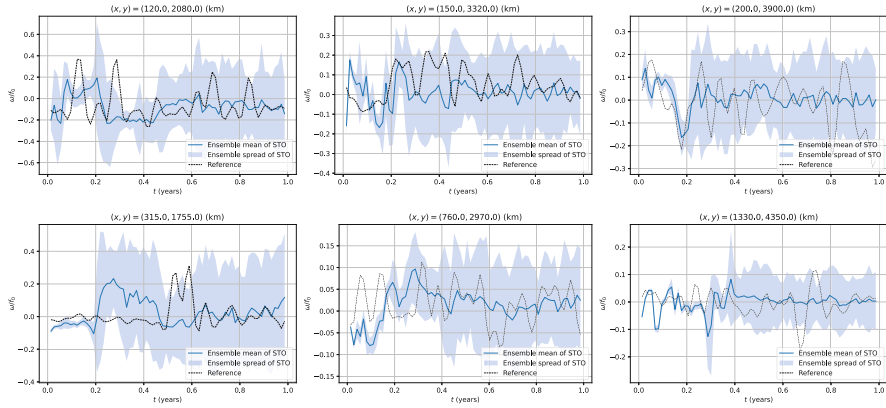 (x, y) = (120.0, 2080.0) (km)
ω/f₀
0.6
0.4
0.2
0.0
−0.2
−0.4
−0.6
0.0 0.2 0.4 0.6 0.8 1.0
t (years)
Ensemble mean of STO
Ensemble spread of STO
Reference
(x, y) = (150.0, 3320.0) (km)
ω/f₀
0.3
0.2
0.1
0.0
−0.1
−0.2
−0.3
−0.4
0.0 0.2 0.4 0.6 0.8 1.0
t (years)
Ensemble mean of STO
Ensemble spread of STO
Reference
(x, y) = (200.0, 3900.0) (km)
ω/f₀
0.3
0.2
0.1
0.0
−0.1
−0.2
−0.3
0.0 0.2 0.4 0.6 0.8 1.0
t (years)
Ensemble mean of STO
Ensemble spread of STO
Reference
(x, y) = (315.0, 1755.0) (km)
ω/f₀
0.4
0.2
0.0
−0.2
−0.4
0.0 0.2 0.4 0.6 0.8 1.0
t (years)
Ensemble mean of STO
Ensemble spread of STO
Reference
(x, y) = (760.0, 2970.0) (km)
ω/f₀
0.15
0.10
0.05
0.00
−0.05
−0.10
−0.15
0.0 0.2 0.4 0.6 0.8 1.0
t (years)
Ensemble mean of STO
Ensemble spread of STO
Reference
(x, y) = (1330.0, 4350.0) (km)
ω/f₀
0.2
0.1
0.0
−0.1
−0.2
0.0 0.2 0.4 0.6 0.8 1.0
t (years)
Ensemble mean of STO
Ensemble spread of STO
Reference